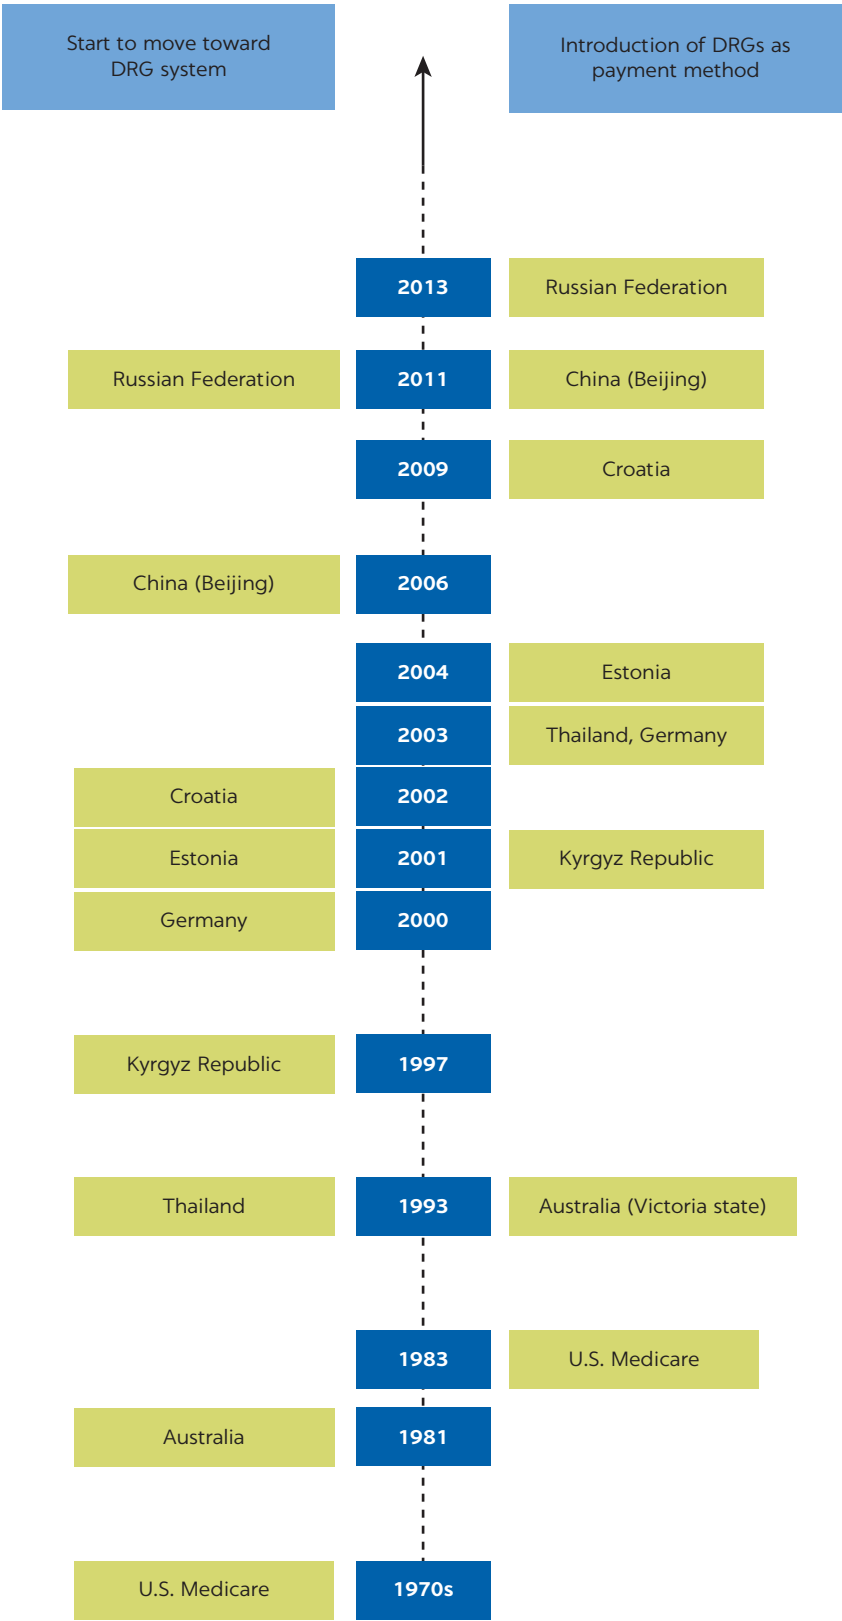 Start to move toward
DRG system
Introduction of DRGs as
payment method
2013
Russian Federation
Russian Federation
2011
China (Beijing)
2009
Croatia
China (Beijing)
2006
2004
Estonia
2003
Thailand, Germany
Croatia
2002
Estonia
2001
Kyrgyz Republic
Germany
2000
Kyrgyz Republic
1997
Thailand
1993
Australia (Victoria state)
1983
U.S. Medicare
Australia
1981
U.S. Medicare
1970s